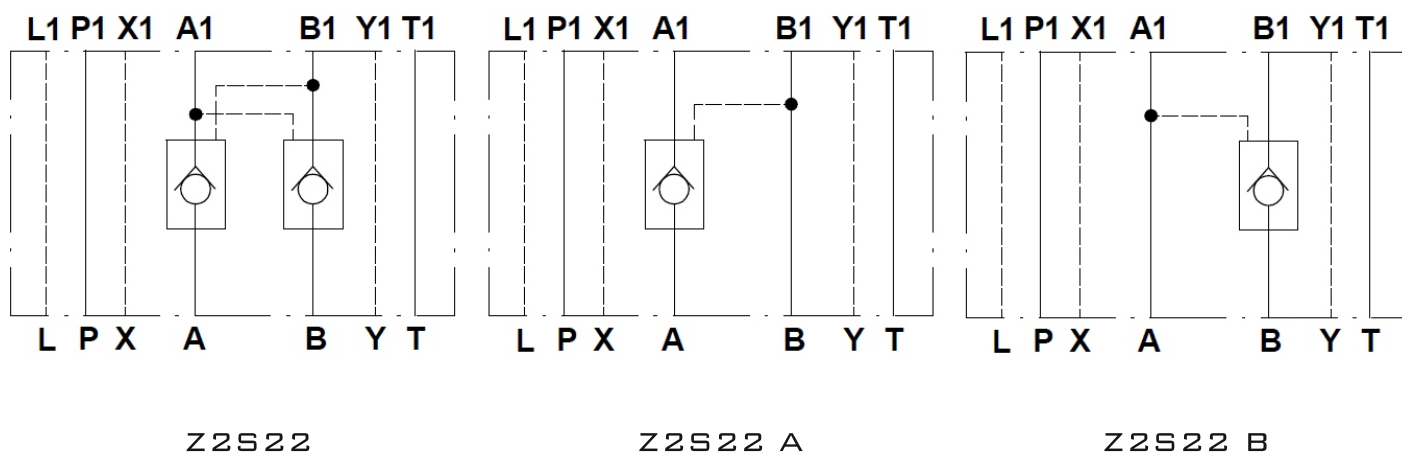 L1 P1 X1 A1 B1 Y1 T1 L1 P1 X1 A1 B1 Y1 T1 L1 P1 X1 A1 B1 Y1 T1
L P X A B Y T L P X A B Y T L P X A B Y T
Z2S22 Z2S22 A Z2S22 B